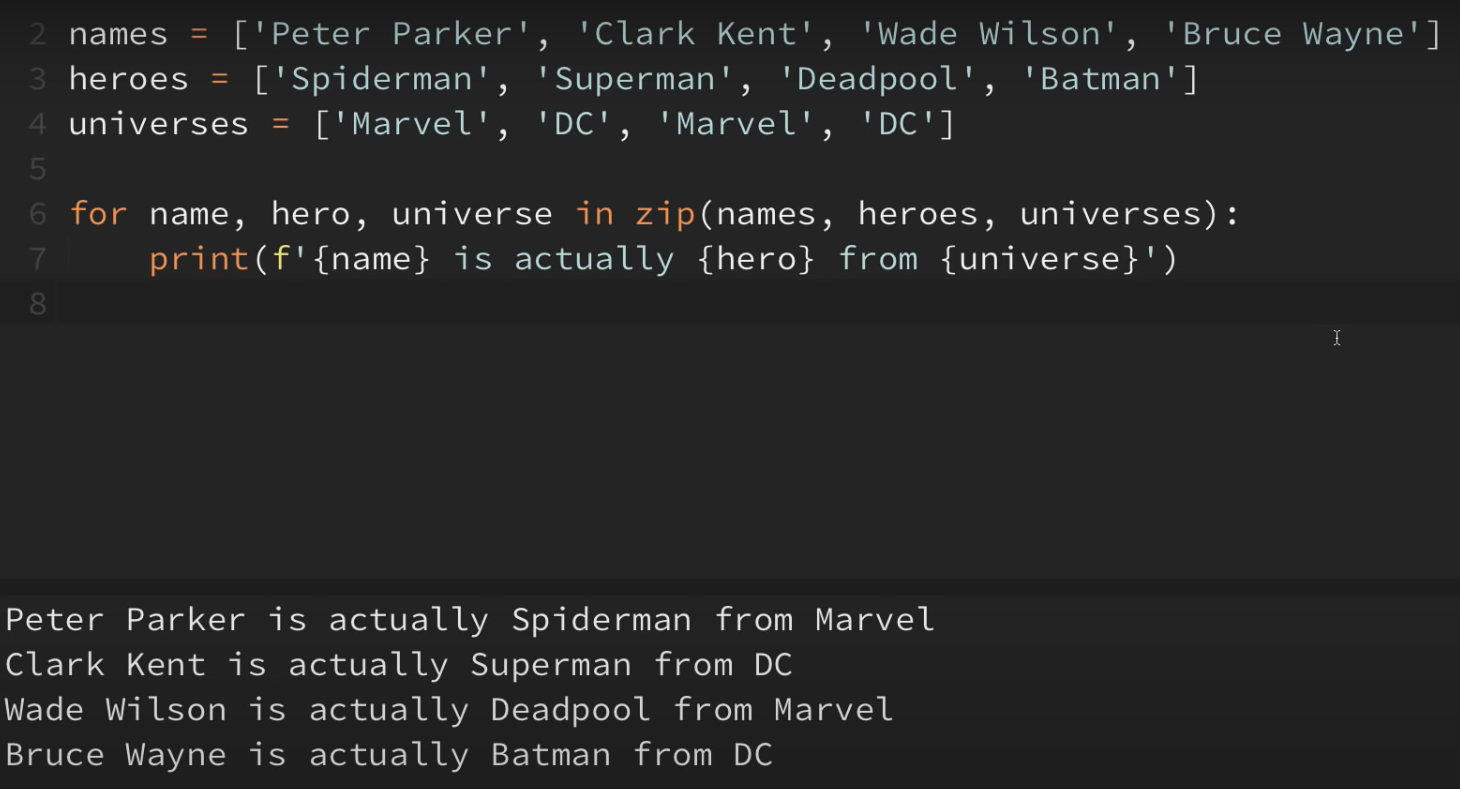 2 names = ['Peter Parker', 'Clark Kent', 'Wade Wilson', 'Bruce Wayne']
3 heroes = ['Spiderman', 'Superman', 'Deadpool', 'Batman']
4 universes = ['Marvel', 'DC', 'Marvel', 'DC']
5
6 for name, hero, universe in zip(names, heroes, universes):
7     print(f'{name} is actually {hero} from {universe}')
8
Peter Parker is actually Spiderman from Marvel
Clark Kent is actually Superman from DC
Wade Wilson is actually Deadpool from Marvel
Bruce Wayne is actually Batman from DC